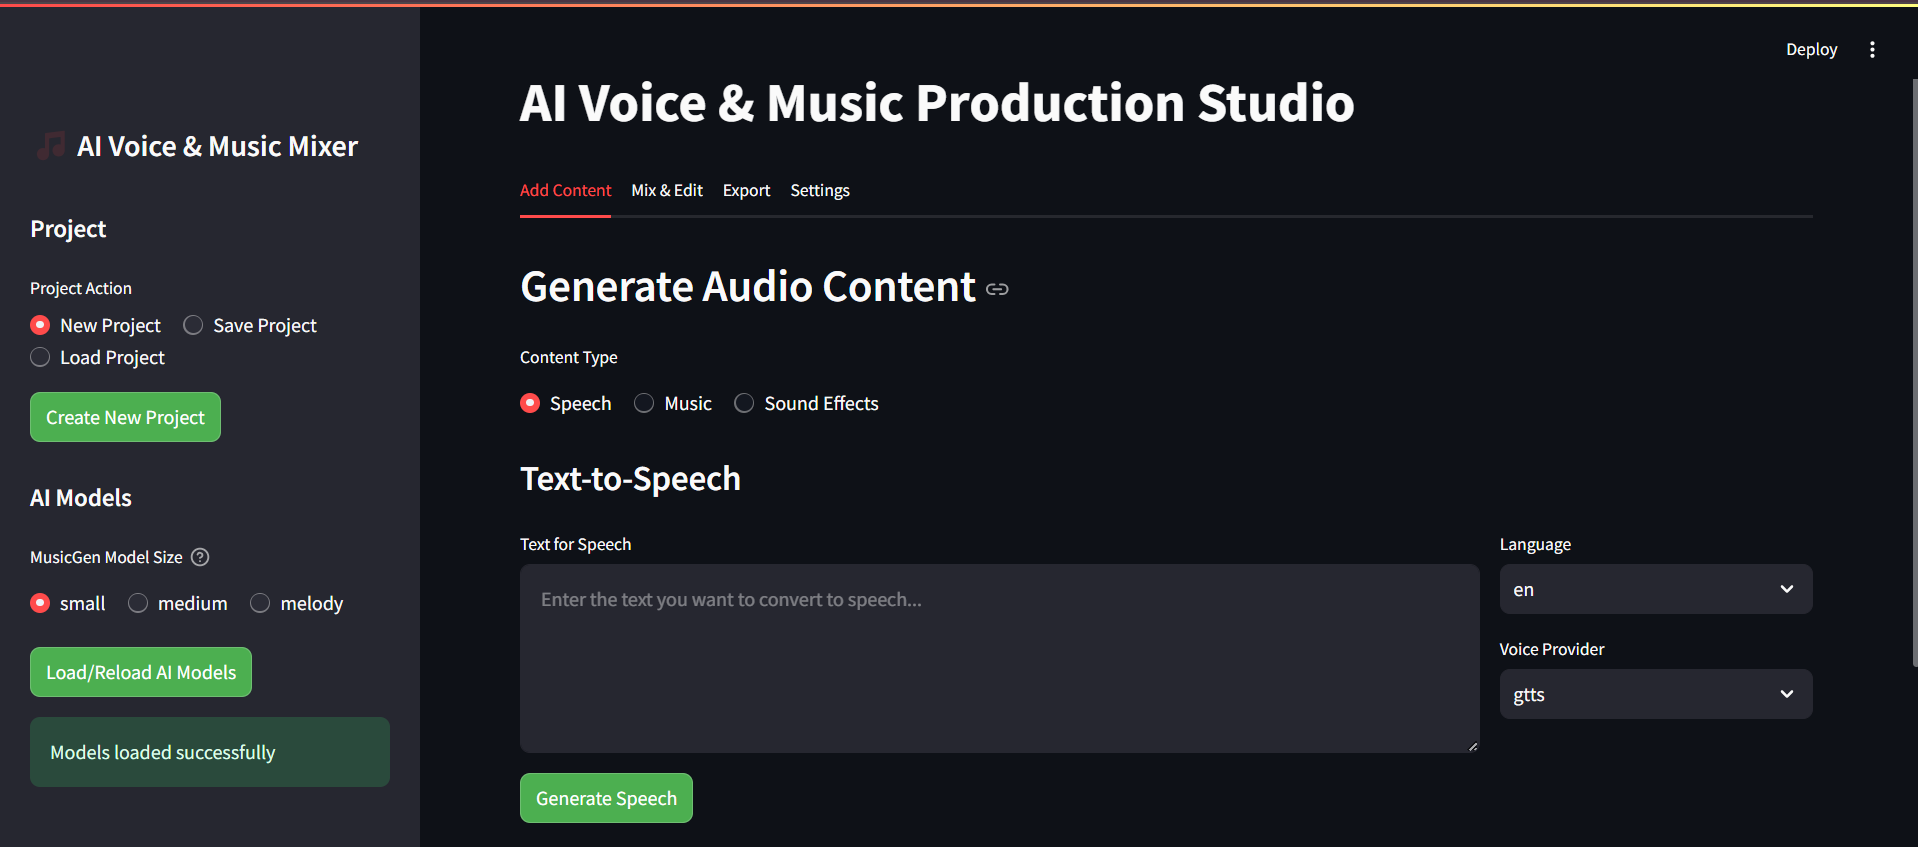 Deploy
AI Voice & Music Mixer
Project
Project Action
New Project
Save Project
Load Project
Create New Project
AI Models
MusicGen Model Size
small
medium
melody
Load/Reload AI Models
Models loaded successfully
AI Voice & Music Production Studio
Add Content
Mix & Edit
Export
Settings
Generate Audio Content
Content Type
Speech
Music
Sound Effects
Text-to-Speech
Text for Speech
Enter the text you want to convert to speech...
Language
en
Voice Provider
gtts
Generate Speech